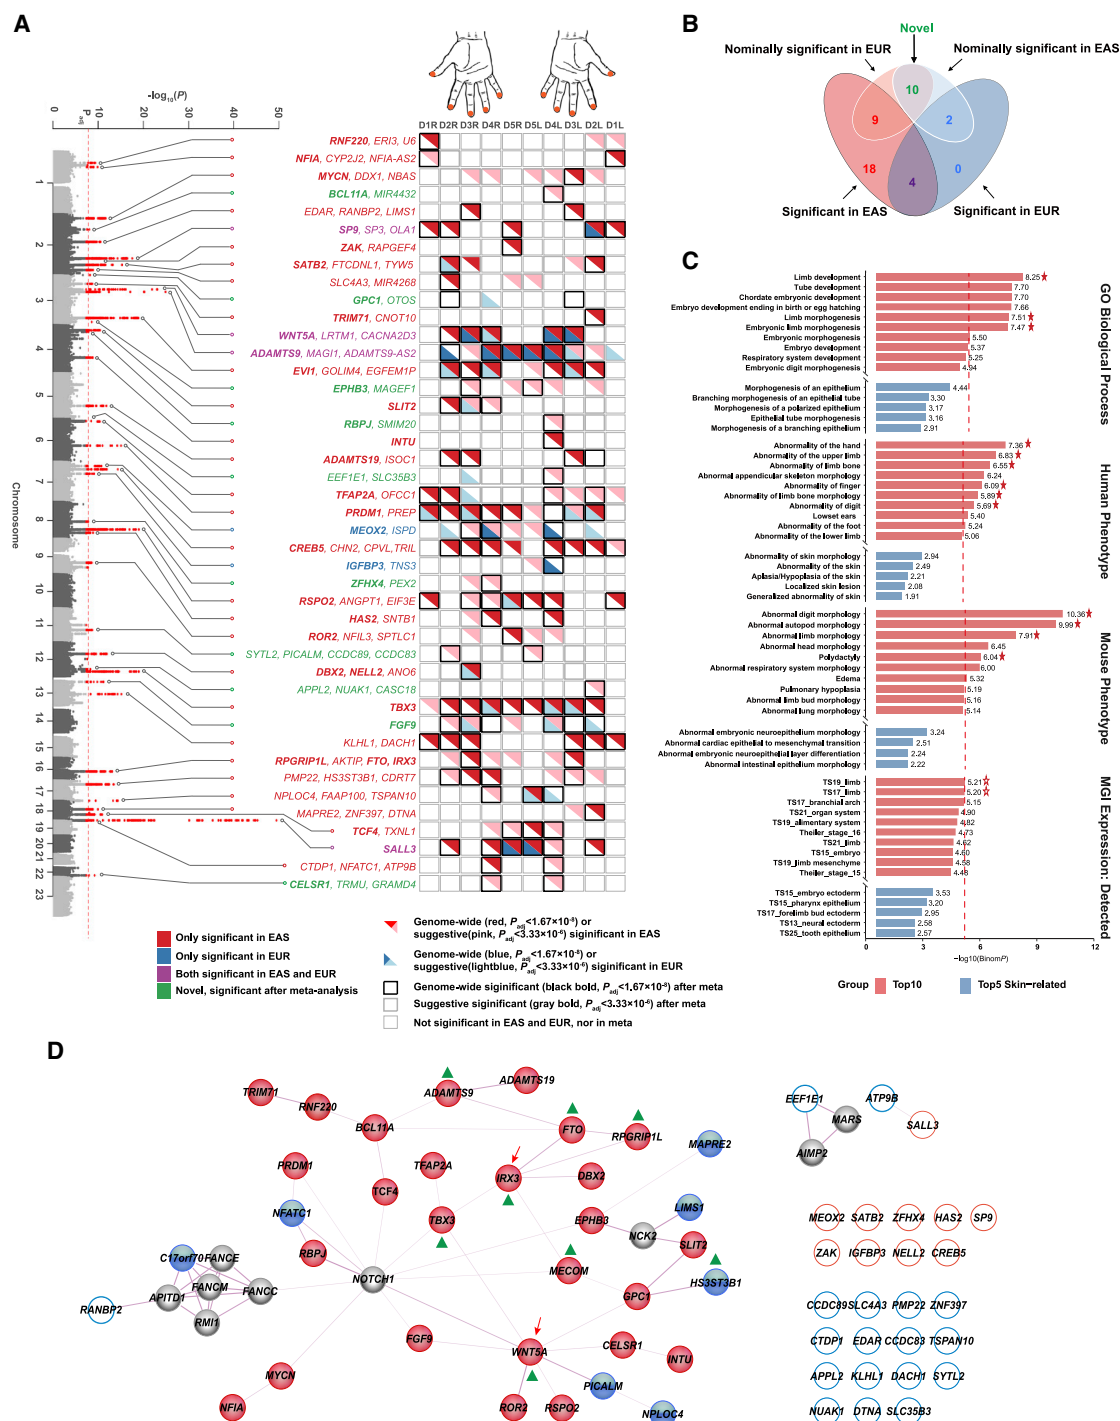 A
-log10(P)
0
10
20
30
40
50
Padj
D1R D2R D3R D4R D5R D5L D4L D3L D2L D1L
Chromosome
1
2
3
4
5
6
7
8
9
10
11
12
13
14
15
16
17
18
19
20
21
22
23
RNF220, ERI3, U6
NFIA, CYP2J2, NFIA-AS2
MYCN, DDX1, NBAS
BCL11A, MIR4432
EDAR, RANBP2, LIMS1
SP9, SP3, OLA1
ZAK, RAPGEF4
SATB2, FTCDNL1, TYW5
SLC4A3, MIR4268
GPC1, OTOS
TRIM71, CNOT10
WNT5A, LRTM1, CACNA2D3
ADAMTS9, MAGI1, ADAMTS9-AS2
EVI1, GOLIM4, EGFEM1P
EPHB3, MAGEF1
SLIT2
RBPJ, SMIM20
INTU
ADAMTS19, ISOC1
EEF1E1, SLC35B3
TFAP2A, OFCC1
PRDM1, PREP
MEOX2, ISPD
CREB5, CHN2, CPVL, TRIL
IGFBP3, TNS3
ZFHX4, PEX2
RSPO2, ANGPT1, EIF3E
HAS2, SNTB1
ROR2, NFIL3, SPTLC1
SYTL2, PICALM, CCDC89, CCDC83
DBX2, NELL2, ANO6
APPL2, NUAK1, CASC18
TBX3
FGF9
KLHL1, DACH1
RPGRIP1L, AKTIP, FTO, IRX3
PMP22, HS3ST3B1, CDRT7
NPLOC4, FAAP100, TSPAN10
MAPRE2, ZNF397, DTNA
TCF4, TXNL1
SALL3
CTDP1, NFATC1, ATP9B
CELSR1, TRMU, GRAMD4
Only significant in EAS
Only significant in EUR
Both significant in EAS and EUR
Novel, significant after meta-analysis
Genome-wide (red, Padj<1.67×10-8) or
suggestive(pink, Padj<3.33×10-6) siginificant in EAS
Genome-wide (blue, Padj<1.67×10-8) or
suggestive(lightblue, Padj<3.33×10-6) siginificant in EUR
Genome-wide siginificant (black bold, Padj<1.67×10-8) after meta
Suggestive siginificant (gray bold, Padj<3.33×10-6) after meta
Not siginificant in EAS and EUR, nor in meta
B
Novel
Nominally significant in EUR
Nominally significant in EAS
10
9
2
18
4
0
Significant in EAS
Significant in EUR
C
Limb development 8.25
Tube development 7.70
Chordate embryonic development 7.70
Embryo development ending in birth or egg hatching 7.66
Limb morphogenesis 7.51
Embryonic limb morphogenesis 7.47
Embryonic morphogenesis 5.50
Embryo development 5.37
Respiratory system development 5.25
Embryonic digit morphogenesis 4.94
Morphogenesis of an epithelium 4.44
Branching morphogenesis of an epithelial tube 3.30
Morphogenesis of a polarized epithelium 3.17
Epithelial tube morphogenesis 3.16
Morphogenesis of a branching epithelium 2.91
GO Biological Process
Abnormality of the hand 7.36
Abnormality of the upper limb 6.83
Abnormality of limb bone 6.55
Abnormal appendicular skeleton morphology 6.24
Abnormality of finger 6.09
Abnormality of limb bone morphology 5.89
Abnormality of digit 5.69
Lowset ears 5.40
Abnormality of the foot 5.24
Abnormality of the lower limb 5.06
Abnormality of skin morphology 2.94
Abnormality of the skin 2.49
Aplasia/Hypoplasia of the skin 2.21
Localized skin lesion 2.08
Generalized abnormality of skin 1.91
Human Phenotype
Abnormal digit morphology 10.36
Abnormal autopod morphology 9.99
Abnormal limb morphology 7.91
Abnormal head morphology 6.45
Polydactyly 6.04
Abnormal respiratory system morphology 6.00
Edema 5.32
Pulmonary hypoplasia 5.19
Abnormal limb bud morphology 5.16
Abnormal lung morphology 5.14
Abnormal embryonic neuroepithelium morphology 3.24
Abnormal cardiac epithelial to mesenchymal transition 2.51
Abnormal embryonic neuroepithelial layer differentiation 2.24
Abnormal intestinal epithelium morphology 2.22
Mouse Phenotype
TS19_limb 5.21
TS17_limb 5.20
TS17_branchial arch 5.15
TS21_organ system 4.90
TS19_alimentary system 4.82
Theiler_stage_16 4.73
TS21_limb 4.62
TS15_embryo 4.60
TS19_limb mesenchyme 4.58
Theiler_stage_15 4.48
TS15_embryo ectoderm 3.53
TS15_pharynx epithelium 3.20
TS17_forelimb bud ectoderm 2.95
TS13_neural ectoderm 2.58
TS25_tooth epithelium 2.57
MGI Expression: Detected
0 3 6 9 12
−log10(BinomP)
Group Top10 Top5 Skin−related
D
TRIM71
RNF220
ADAMTS9
ADAMTS19
BCL11A
FTO
RPGRIP1L
MAPRE2
PRDM1
TFAP2A
IRX3
DBX2
TCF4
NFATC1
TBX3
EPHB3
LIMS1
NCK2
SLIT2
RBPJ
C17orf70
FANCE
NOTCH1
MECOM
HS3ST3B1
FANCM
FANCC
APITD1
GPC1
RANBP2
RMI1
FGF9
WNT5A
CELSR1
INTU
MYCN
PICALM
NFIA
ROR2
RSPO2
NPLOC4
EEF1E1
ATP9B
MARS
SALL3
AIMP2
MEOX2 SATB2 ZFHX4 HAS2 SP9
ZAK IGFBP3 NELL2 CREB5
CCDC89 SLC4A3 PMP22 ZNF397
CTDP1 EDAR CCDC83 TSPAN10
APPL2 KLHL1 DACH1 SYTL2
NUAK1 DTNA SLC35B3